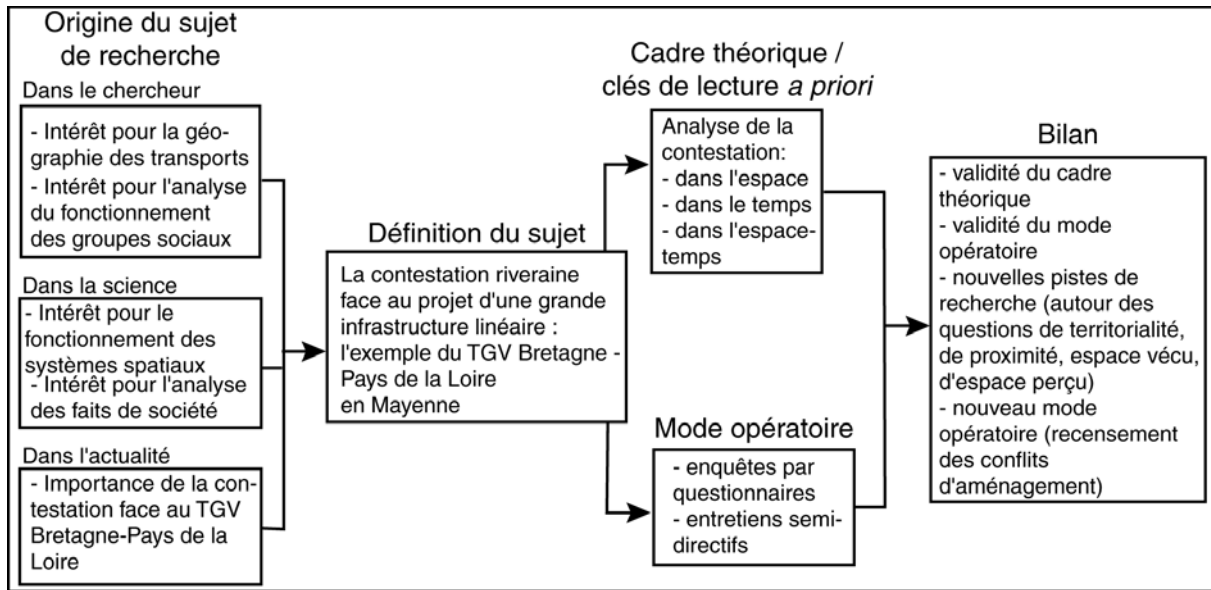 Origine du sujet
de recherche
Dans le chercheur
- Intérêt pour la géo-
graphie des transports
- Intérêt pour l'analyse
du fonctionnement
des groupes sociaux
Dans la science
- Intérêt pour le
fonctionnement des
systèmes spatiaux
- Intérêt pour l'analyse
des faits de société
Dans l'actualité
- Importance de la con-
testation face au TGV
Bretagne-Pays de la
Loire
Définition du sujet
La contestation riveraine
face au projet d'une grande
infrastructure linéaire :
l'exemple du TGV Bretagne -
Pays de la Loire
en Mayenne
Cadre théorique /
clés de lecture a priori
Analyse de la
contestation:
- dans l'espace
- dans le temps
- dans l'espace-
temps
Mode opératoire
- enquêtes par
questionnaires
- entretiens semi-
directifs
Bilan
- validité du cadre
théorique
- validité du mode
opératoire
- nouvelles pistes de
recherche (autour des
questions de territorialité,
de proximité, espace vécu,
d'espace perçu)
- nouveau mode
opératoire (recensement
des conflits
d'aménagement)